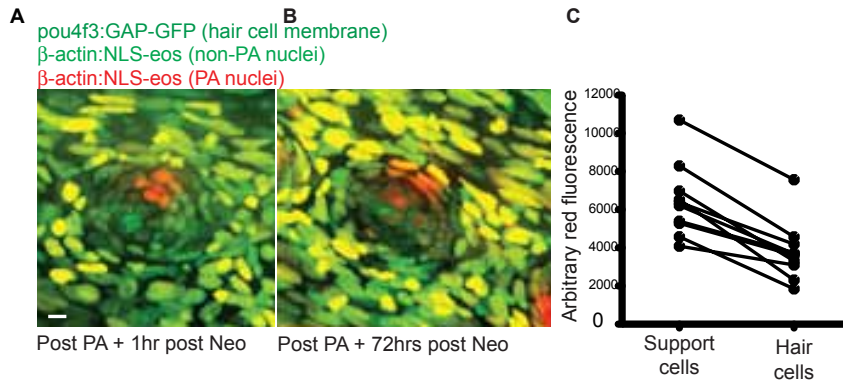 A
B
C
pou4f3:GAP-GFP (hair cell membrane)
β-actin:NLS-eos (non-PA nuclei)
β-actin:NLS-eos (PA nuclei)
Post PA + 1hr post Neo
Post PA + 72hrs post Neo
Arbitrary red fluorescence
12000
10000
8000
6000
4000
2000
0
Support
cells
Hair
cells